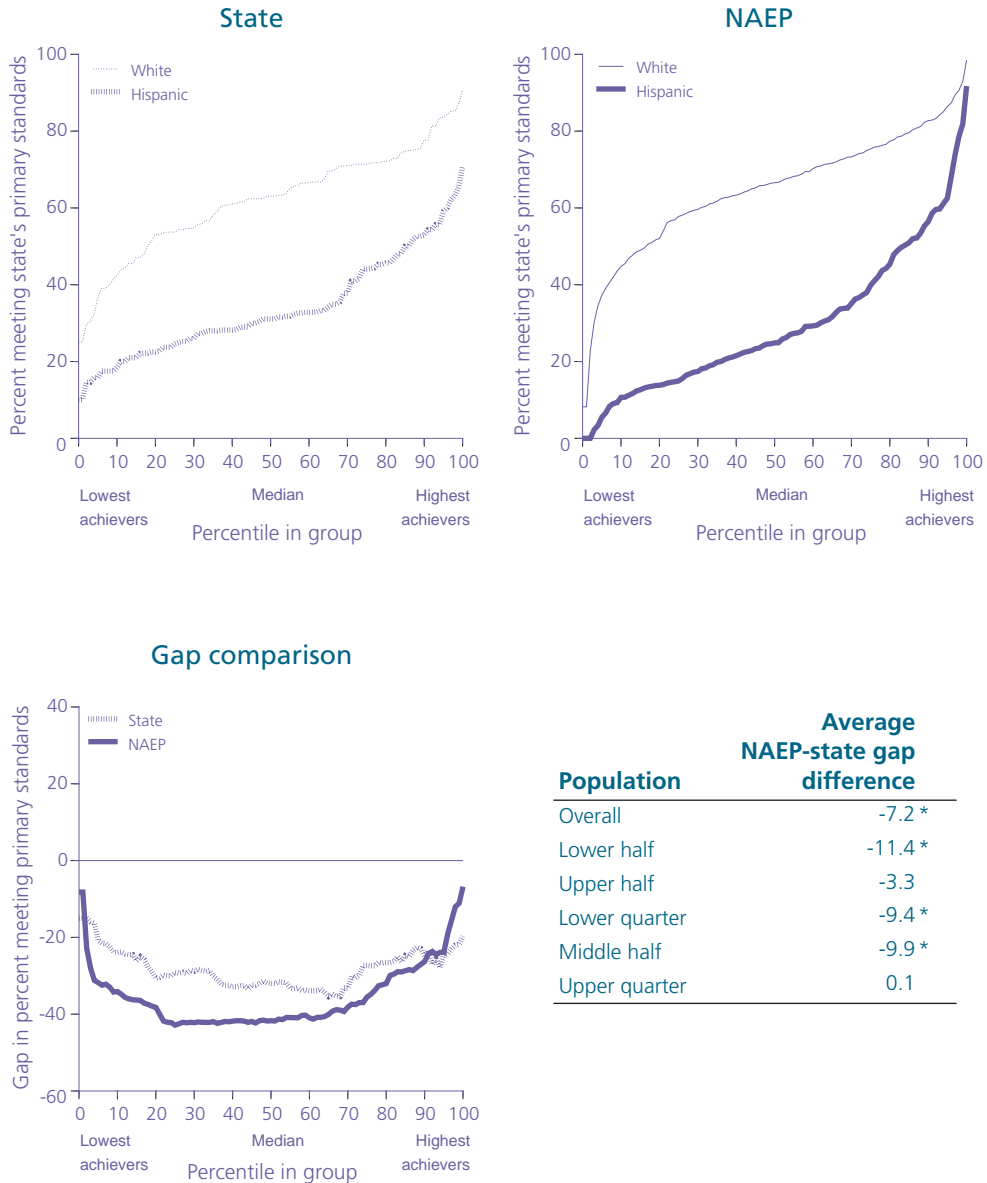 State
Percent meeting state's primary standards
100
80
60
40
20
0
White
Hispanic
0 10 20 30 40 50 60 70 80 90 100
Lowest achievers
Median
Highest achievers
Percentile in group
NAEP
Percent meeting state's primary standards
100
80
60
40
20
0
White
Hispanic
0 10 20 30 40 50 60 70 80 90 100
Lowest achievers
Median
Highest achievers
Percentile in group
Gap comparison
Gap in percent meeting primary standards
40
20
0
-20
-40
-60
State
NAEP
0 10 20 30 40 50 60 70 80 90 100
Lowest achievers
Median
Highest achievers
Percentile in group
Average
NAEP-state gap
Population difference
Overall -7.2 *
Lower half -11.4 *
Upper half -3.3
Lower quarter -9.4 *
Middle half -9.9 *
Upper quarter 0.1